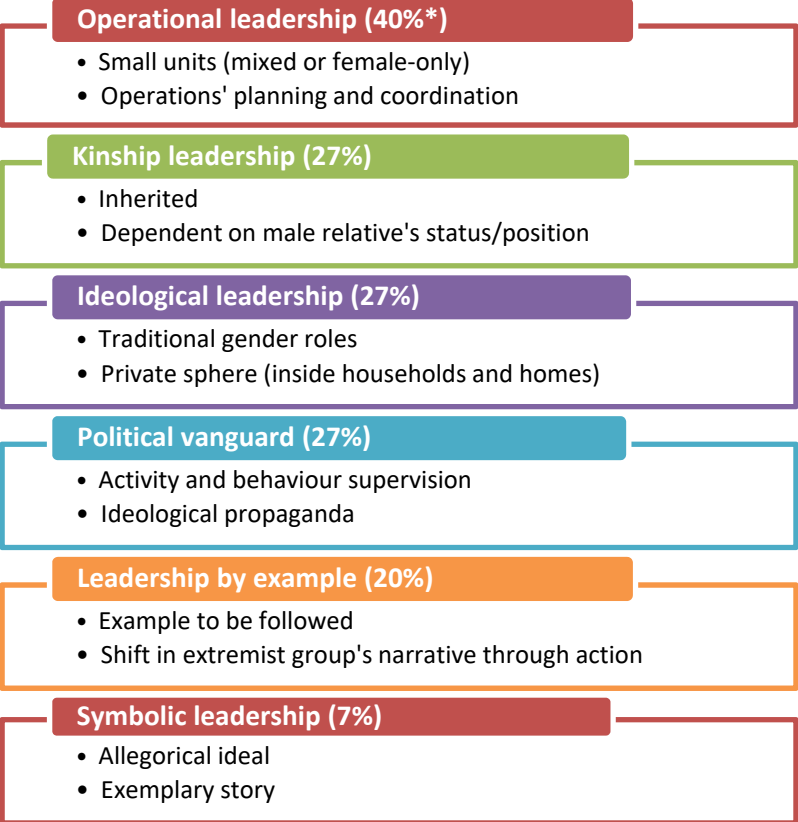 Operational leadership (40%*)
• Small units (mixed or female-only)
• Operations' planning and coordination
Kinship leadership (27%)
• Inherited
• Dependent on male relative's status/position
Ideological leadership (27%)
• Traditional gender roles
• Private sphere (inside households and homes)
Political vanguard (27%)
• Activity and behaviour supervision
• Ideological propaganda
Leadership by example (20%)
• Example to be followed
• Shift in extremist group's narrative through action
Symbolic leadership (7%)
• Allegorical ideal
• Exemplary story